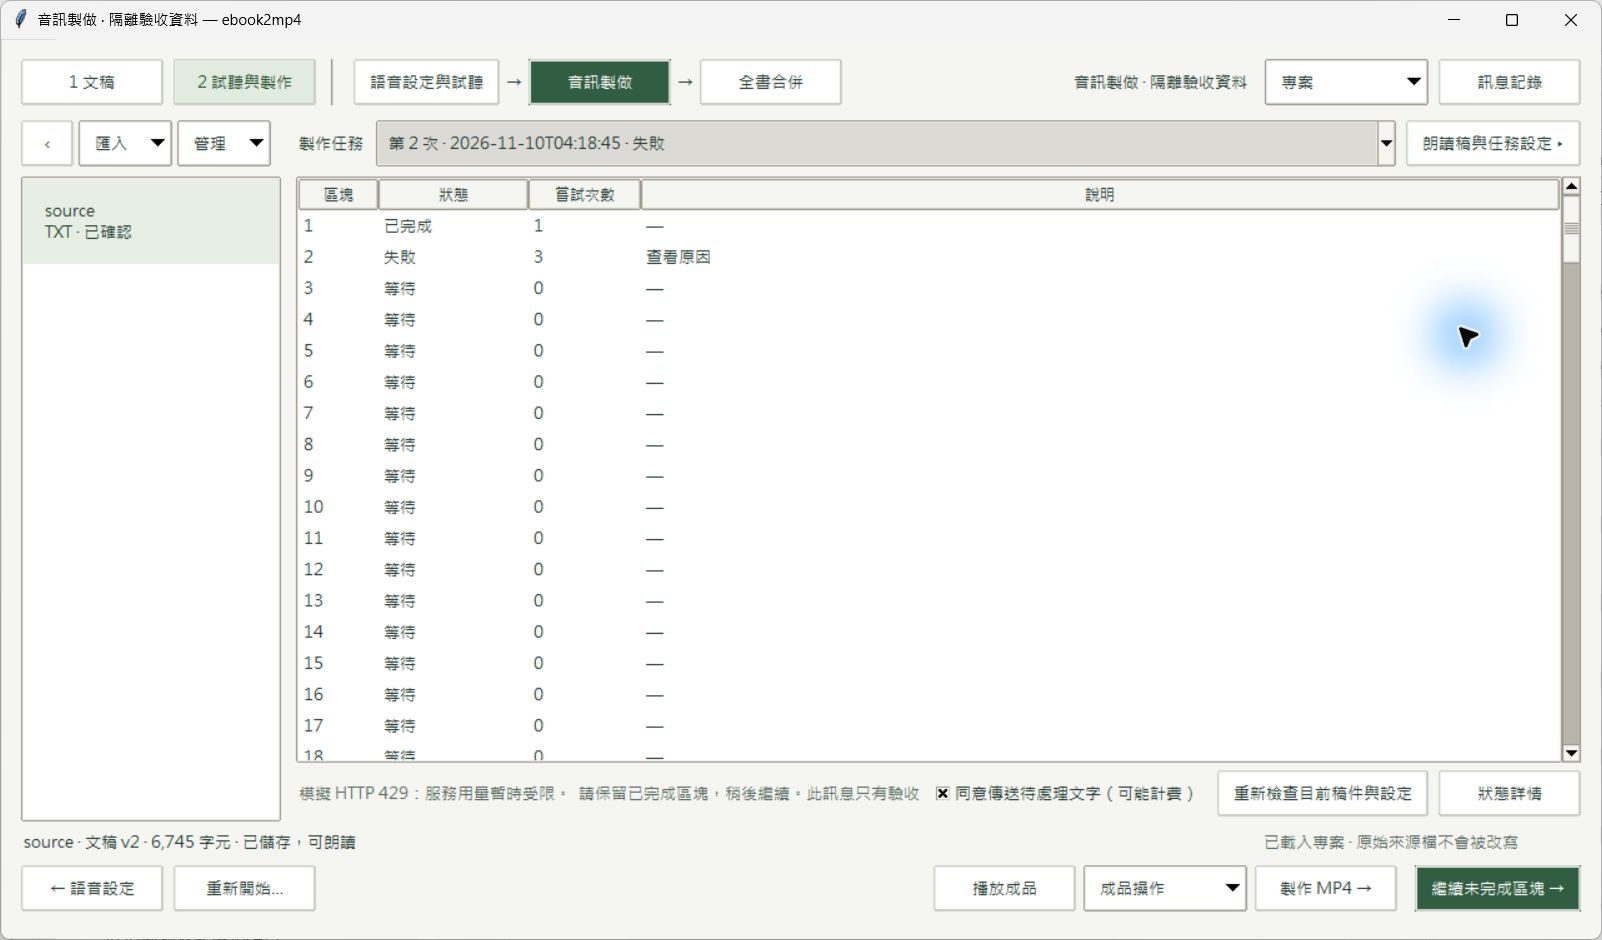 音訊製做 · 隔離驗收資料 — ebook2mp4
1 文稿 2 試聽與製作 語音設定與試聽 → 音訊製做 → 全書合併 音訊製做 · 隔離驗收資料 專案 訊息記錄
‹ 匯入 管理 製作任務 第 2 次 · 2026-11-10T04:18:45 · 失敗 朗讀稿與任務設定 ▸
source
TXT · 已確認
區塊 狀態 嘗試次數 說明
1 已完成 1 —
2 失敗 3 查看原因
3 等待 0 —
4 等待 0 —
5 等待 0 —
6 等待 0 —
7 等待 0 —
8 等待 0 —
9 等待 0 —
10 等待 0 —
11 等待 0 —
12 等待 0 —
13 等待 0 —
14 等待 0 —
15 等待 0 —
16 等待 0 —
17 等待 0 —
18 等待 0 —
模擬 HTTP 429：服務用量暫時受限。 請保留已完成區塊，稍後繼續。此訊息只有驗收 同意傳送待處理文字（可能計費） 重新檢查目前稿件與設定 狀態詳情
source · 文稿 v2 · 6,745 字元 · 已儲存，可朗讀 已載入專案 · 原始來源檔不會被改寫
← 語音設定 重新開始... 播放成品 成品操作 製作 MP4 → 繼續未完成區塊 →